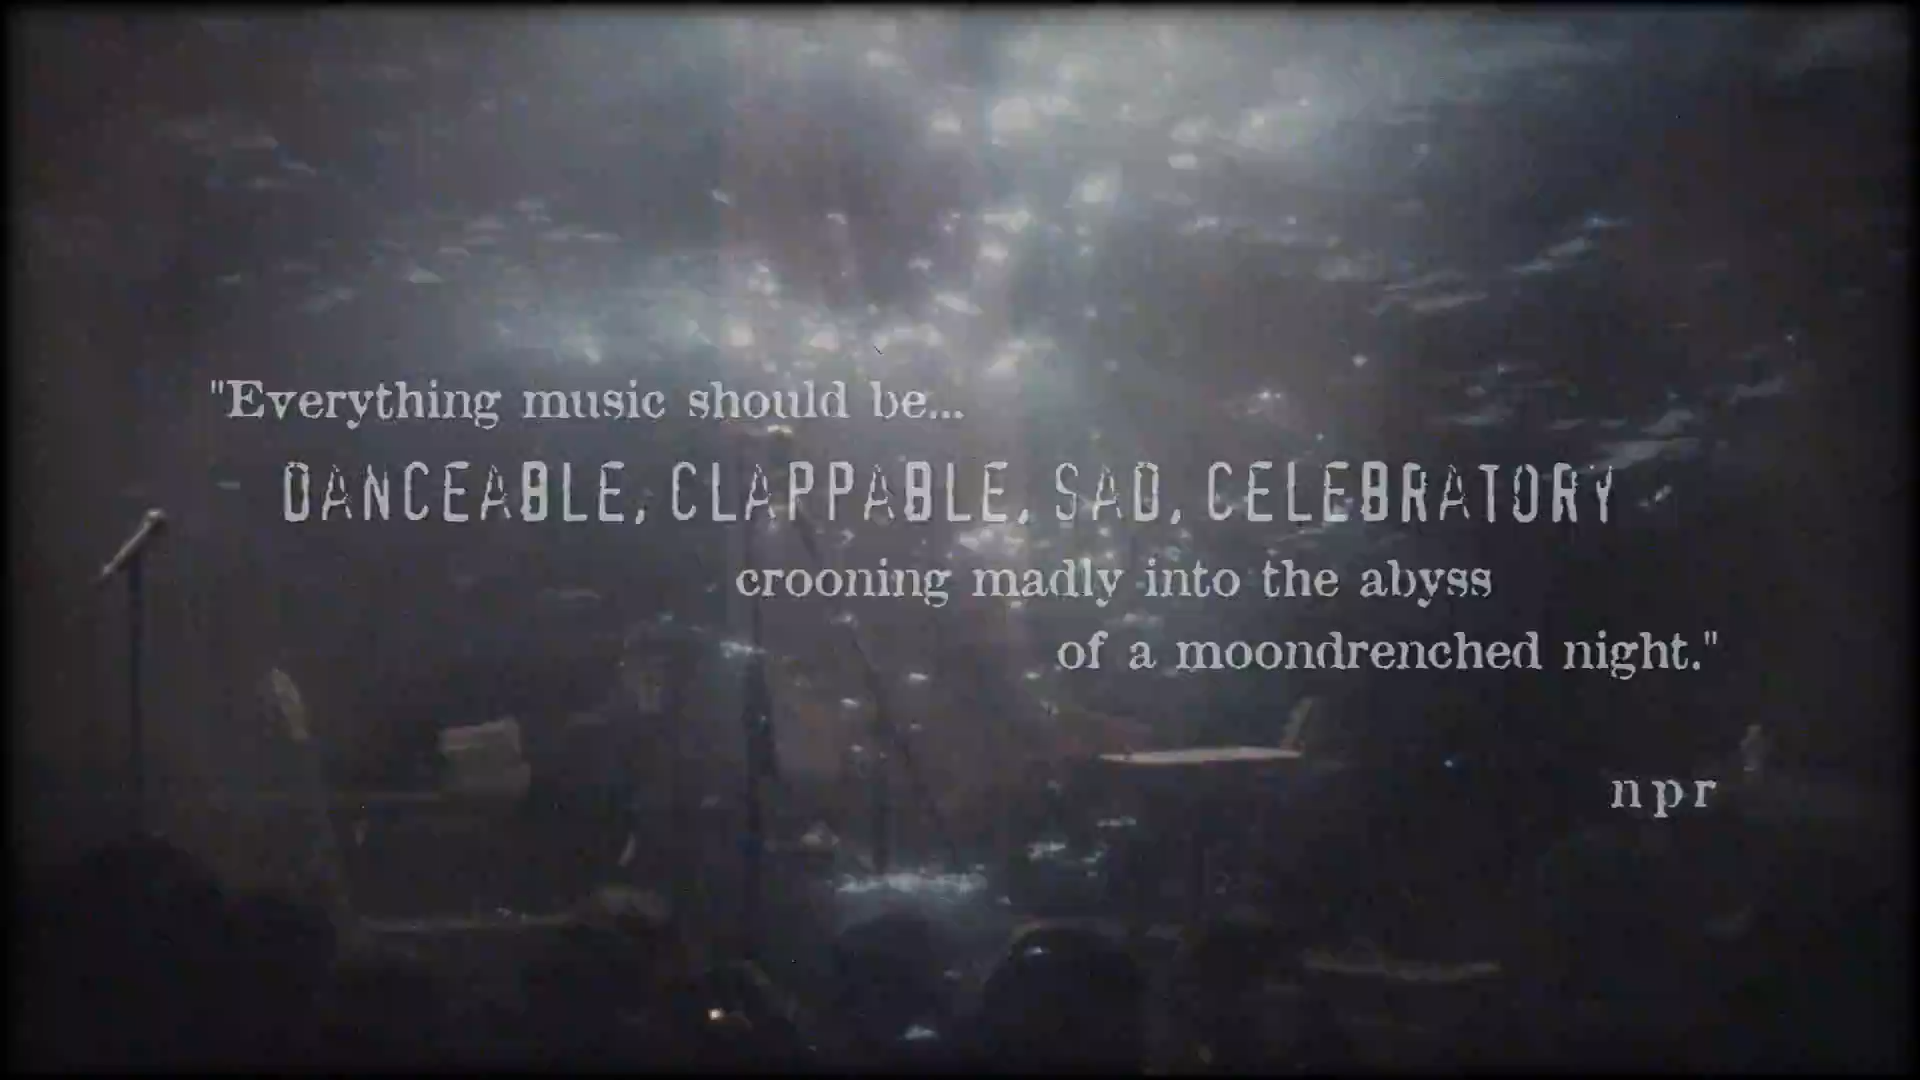 "Everything music should be...
DANCEABLE, CLAPPABLE, SAD, CELEBRATORY
crooning madly into the abyss
of a moondrenched night."
npr